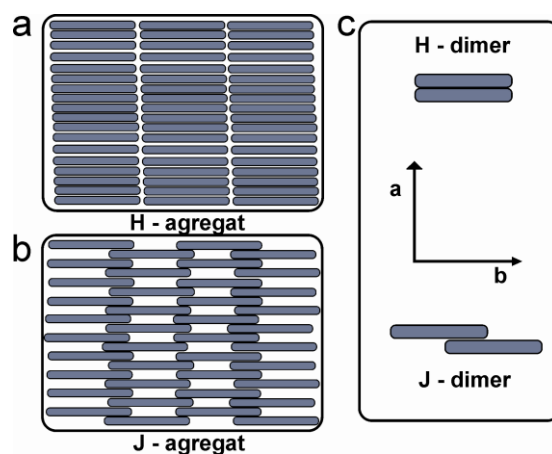 a
H - agregat
b
J - agregat
c
H - dimer
a
b
J - dimer